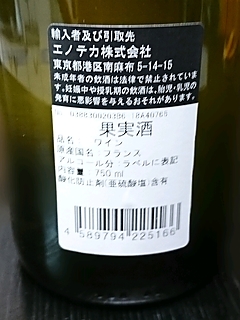 輸入者及び引取先
エノテカ株式会社
東京都港区南麻布5-14-15
未成年者の飲酒は法律で禁止されていま
す。妊娠中や授乳期の飲酒は、胎児・乳児の
発育に悪影響を与えるおそれがあります。
果実酒
品名： ワイン
原産国名： フランス
アルコール分：ラベルに表記
内容量： 750ml
酸化防止剤(亜硫酸塩)含有
4 589794 225166